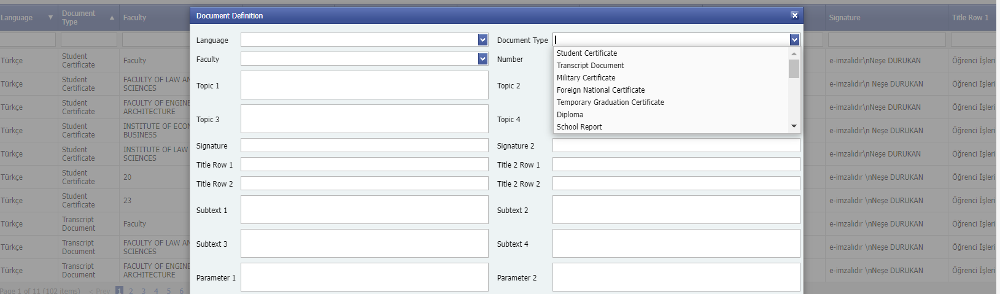 Language
Document
Type
Faculty
Signature
Title Row 1
Document Definition
Language
Document Type
Faculty
Number
Student Certificate
Transcript Document
Military Certificate
Foreign National Certificate
Temporary Graduation Certificate
Diploma
School Report
Topic 1
Topic 2
Topic 3
Topic 4
Signature
Signature 2
Title Row 1
Title 2 Row 1
Title Row 2
Title 2 Row 2
Subtext 1
Subtext 2
Subtext 3
Subtext 4
Parameter 1
Parameter 2
Türkçe
Student
Certificate
Faculty
e-imzalıdır\nNeşe DURUKAN
Öğrenci İşleri
Türkçe
Student
Certificate
FACULTY OF LAW AN
SCIENCES
e-imzalıdır\n Neşe DURUKAN
Öğrenci İşleri
Türkçe
Student
Certificate
FACULTY OF ENGINE
ARCHITECTURE
e-imzalıdır \nNeşe DURUKAN
Öğrenci İşleri
Türkçe
Student
Certificate
INSTITUTE OF ECON
BUSINESS
e-imzalıdır \nNeşe DURUKAN
Öğrenci İşleri
Türkçe
Student
Certificate
INSTITUTE OF LAW
SCIENCES
e-imzalıdır \nNeşe DURUKAN
Öğrenci İşleri
Türkçe
Student
Certificate
20
e-imzalıdır \nNeşe DURUKAN
Öğrenci İşleri
Türkçe
Student
Certificate
23
e-imzalıdır \nNeşe DURUKAN
Öğrenci İşleri
Türkçe
Transcript
Document
Faculty
e-imzalıdır \nNeşe DURUKAN
Öğrenci İşleri
Türkçe
Transcript
Document
FACULTY OF LAW AN
SCIENCES
e-imzalıdır \nNeşe DURUKAN
Öğrenci İşleri
Türkçe
Transcript
Document
FACULTY OF ENGINE
ARCHITECTURE
e-imzalıdır \nNeşe DURUKAN
Öğrenci İşleri
Page 1 of 11 (102 items) < Prev 1 2 3 4 5 6